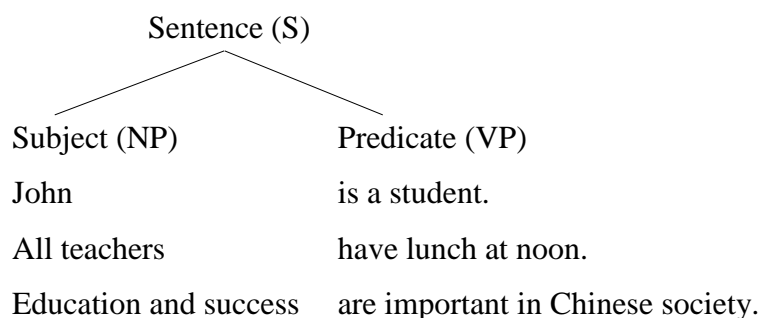 Sentence (S)
Subject (NP) Predicate (VP)
John is a student.
All teachers have lunch at noon.
Education and success are important in Chinese society.